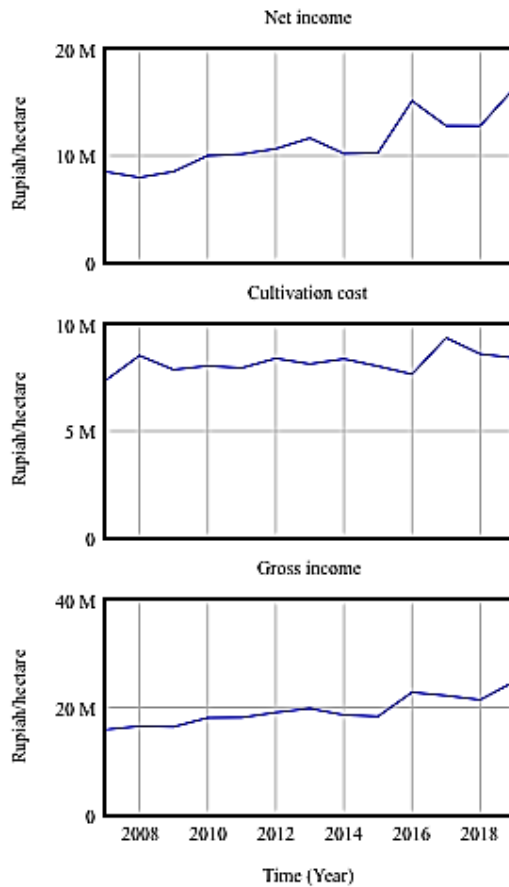 Net income
20 M
Rupiah/hectare
10 M
0
Cultivation cost
10 M
Rupiah/hectare
5 M
0
Gross income
40 M
Rupiah/hectare
20 M
0
2008 2010 2012 2014 2016 2018
Time (Year)